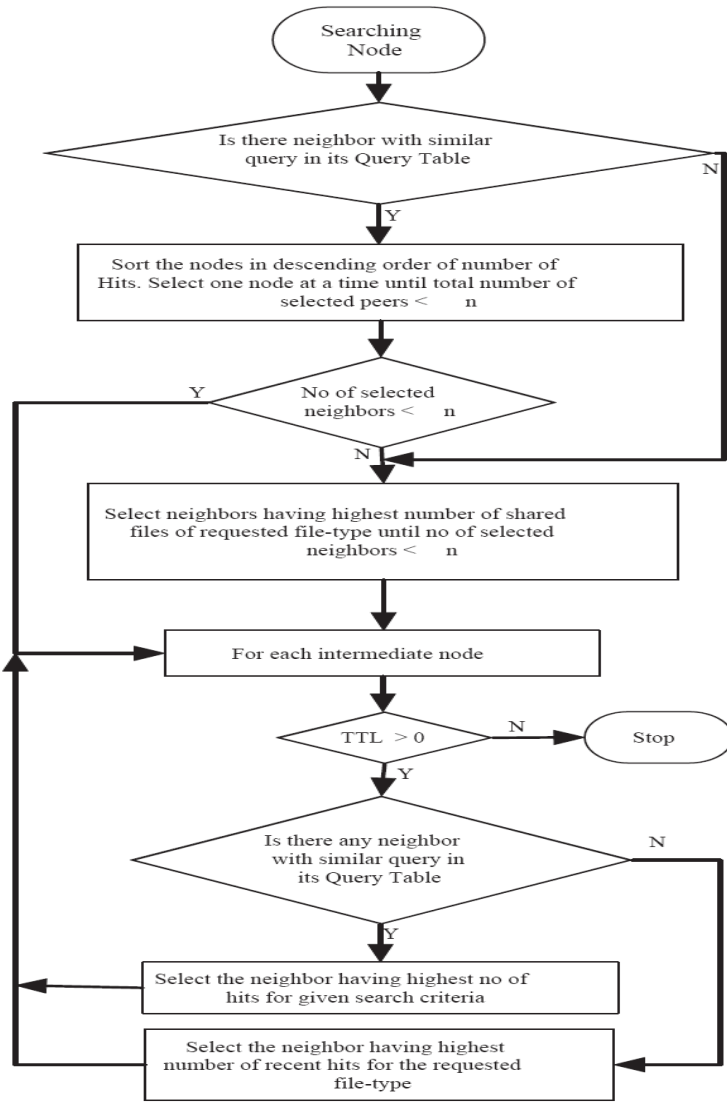 Searching
Node
Is there neighbor with similar
query in its Query Table
N
Y
Sort the nodes in descending order of number of
Hits. Select one node at a time until total number of
selected peers < n
Y
No of selected
neighbors < n
N
Select neighbors having highest number of shared
files of requested file-type until no of selected
neighbors < n
For each intermediate node
TTL > 0
N
Stop
Y
Is there any neighbor
with similar query in
its Query Table
N
Y
Select the neighbor having highest no of
hits for given search criteria
Select the neighbor having highest
number of recent hits for the requested
file-type